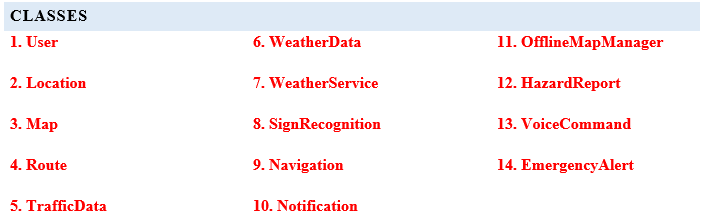 CLASSES
1. User
2. Location
3. Map
4. Route
5. TrafficData
6. WeatherData
7. WeatherService
8. SignRecognition
9. Navigation
10. Notification
11. OfflineMapManager
12. HazardReport
13. VoiceCommand
14. EmergencyAlert